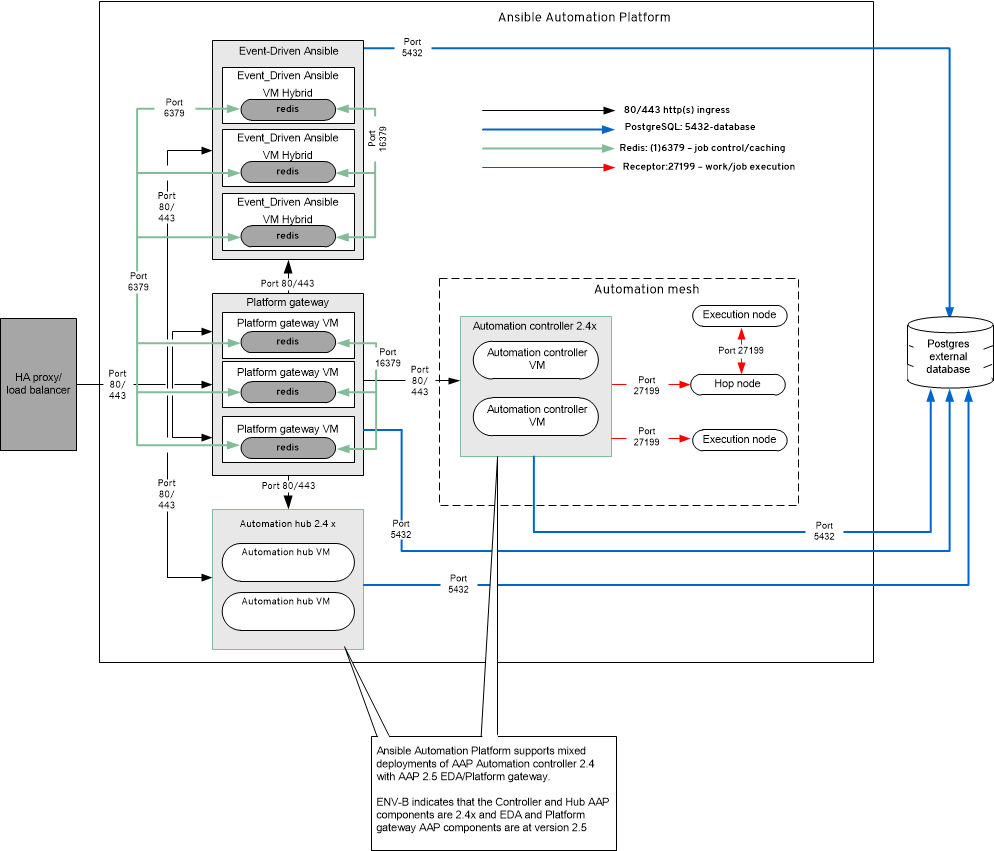 Ansible Automation Platform
Port
5432
Event-Driven Ansible
Event_Driven Ansible
VM Hybrid
redis
Event_Driven Ansible
VM Hybrid
redis
Event_Driven Ansible
VM Hybrid
redis
Port
6379
Port
16379
80/443 http(s) ingress
PostgreSQL: 5432-database
Redis: (1)6379 – job control/caching
Receptor:27199 – work/job execution
Port
80/
443
Port
6379
Port 80/443
Platform gateway
Platform gateway VM
redis
Platform gateway VM
redis
Platform gateway VM
redis
Port
16379
HA proxy/
load balancer
Port
80/
443
Port
80/
443
Automation mesh
Automation controller 2.4x
Automation controller
VM
Automation controller
VM
Execution node
Port 27199
Port
27199
Hop node
Port
27199
Execution node
Postgres
external
database
Port 80/443
Port
80/
443
Port
5432
Port
5432
Port
5432
Automation hub 2.4 x
Automation hub VM
Automation hub VM
Ansible Automation Platform supports mixed
deployments of AAP Automation controller 2.4
with AAP 2.5 EDA/Platform gateway.
ENV-B indicates that the Controller and Hub AAP
components are 2.4x and EDA and Platform
gateway AAP components are at version 2.5